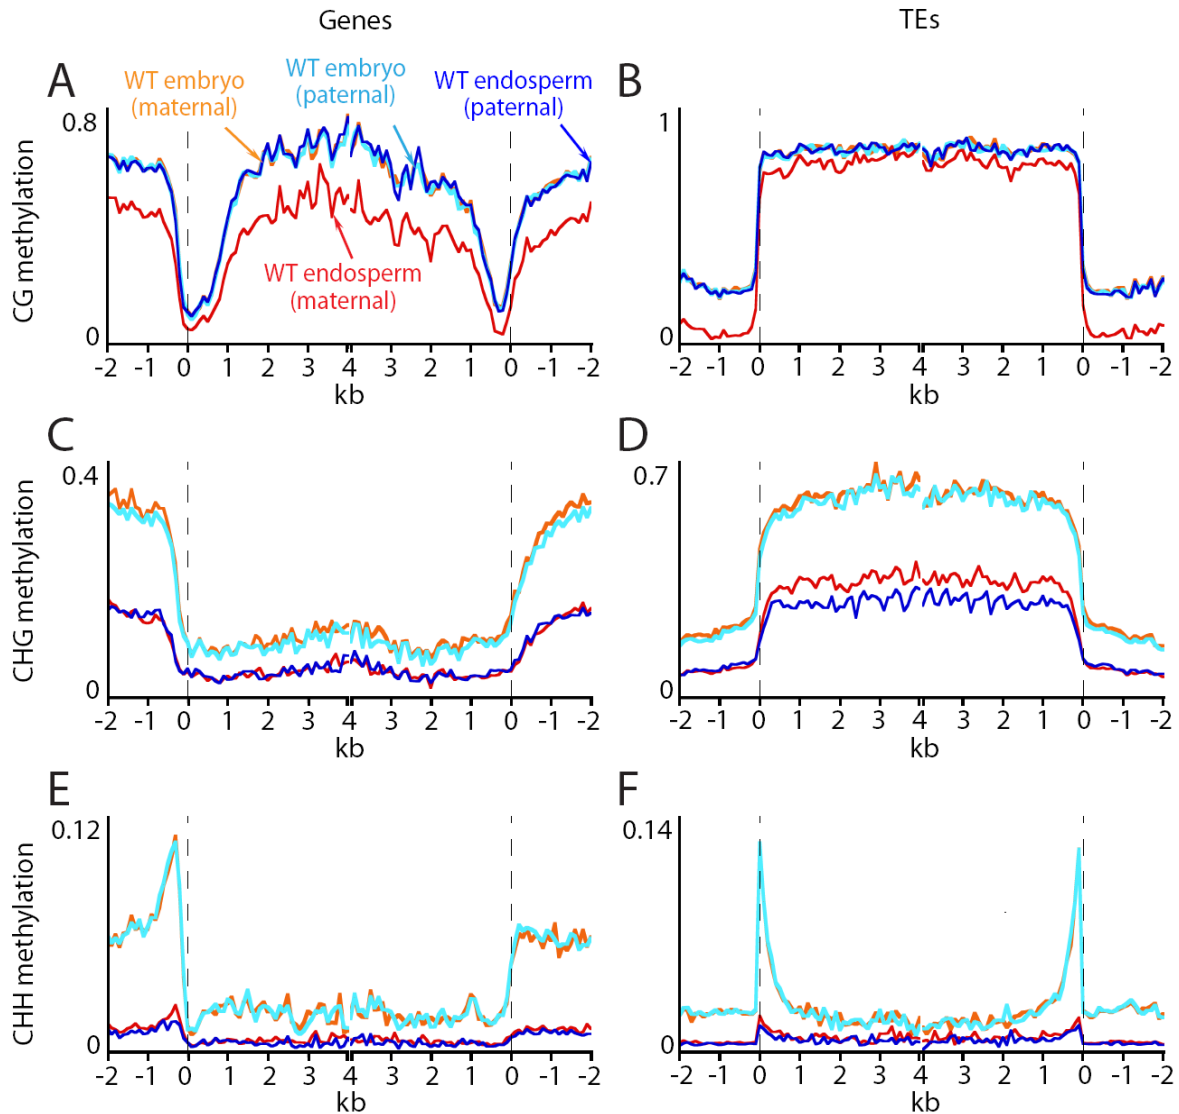 Genes
TEs
A
WT embryo
(maternal)
WT embryo
(paternal)
WT endosperm
(paternal)
WT endosperm
(maternal)
CG methylation
0.8
0
-2 -1 0 1 2 3 4 3 2 1 0 -1 -2
kb
B
1
0
-2 -1 0 1 2 3 4 3 2 1 0 -1 -2
kb
C
CHG methylation
0.4
0
-2 -1 0 1 2 3 4 3 2 1 0 -1 -2
kb
D
0.7
0
-2 -1 0 1 2 3 4 3 2 1 0 -1 -2
kb
E
CHH methylation
0.12
0
-2 -1 0 1 2 3 4 3 2 1 0 -1 -2
kb
F
0.14
0
-2 -1 0 1 2 3 4 3 2 1 0 -1 -2
kb